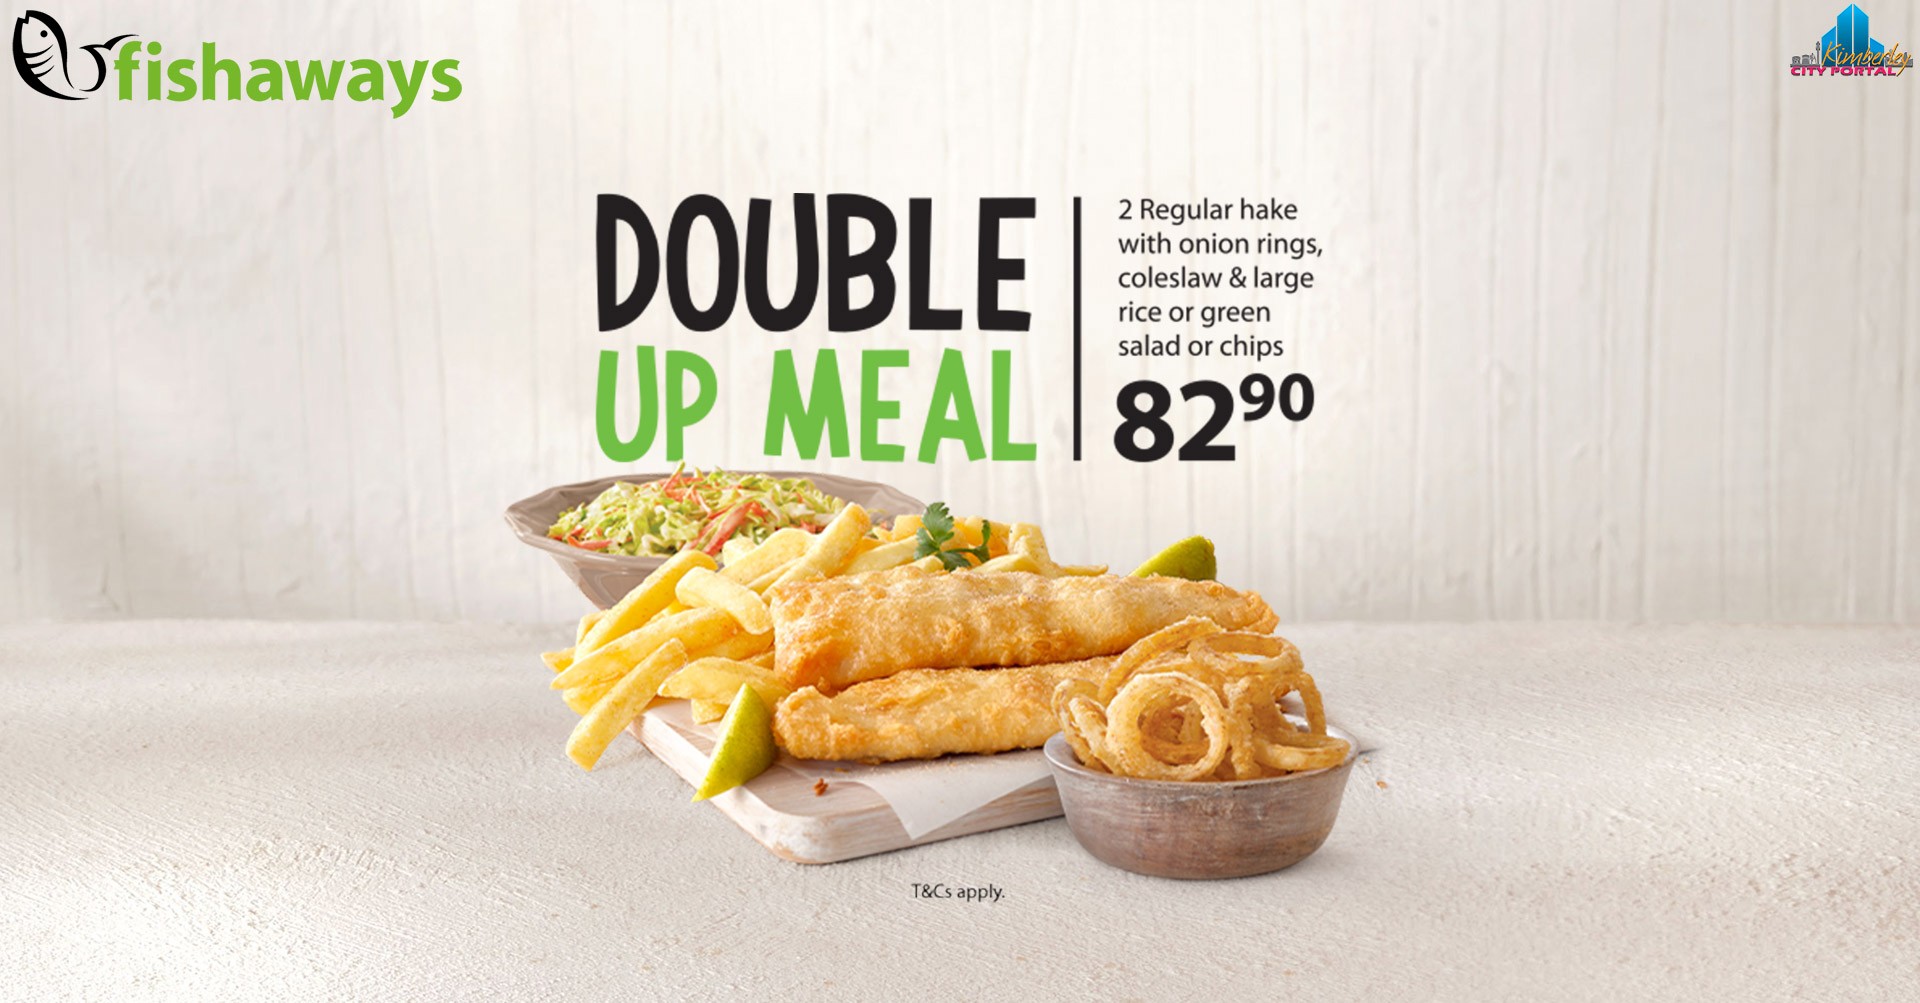 fishaways
Kimberley
CITY PORTAL
DOUBLE
UP MEAL
2 Regular hake
with onion rings,
coleslaw & large
rice or green
salad or chips
82⁹⁰
T&Cs apply.